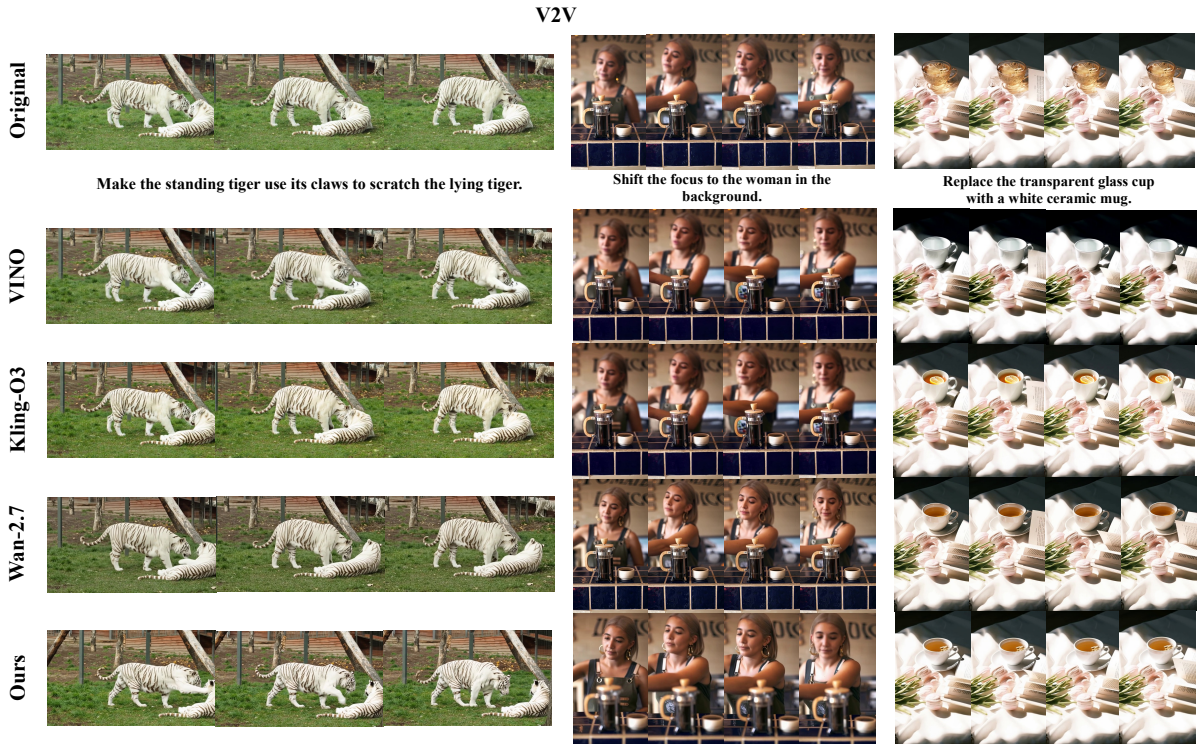 V2V
Original
Make the standing tiger use its claws to scratch the lying tiger.
Shift the focus to the woman in the
background.
Replace the transparent glass cup
with a white ceramic mug.
VINO
Kling-O3
Wan-2.7
Ours